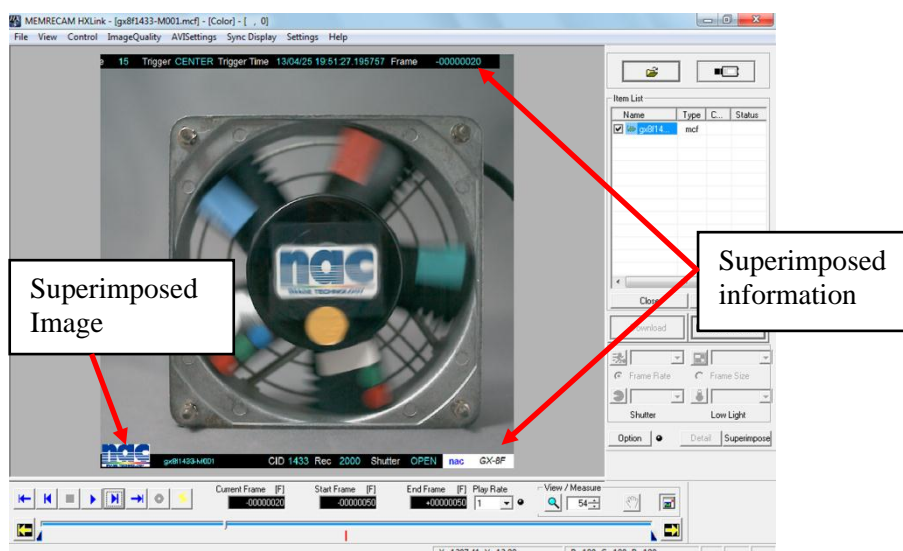 MEMRECAM HXLink - [gx8f1433-M001.mcf] - [Color] - [ , 0]
File View Control ImageQuality AVISettings Sync Display Settings Help
15 Trigger CENTER Trigger Time 13/04/25 19:51:27.195757 Frame -00000020
Item List
Name Type C... Status
gx8f14... mcf
nac
IMAGE TECHNOLOGY
Superimposed
Image
Superimposed
information
Close
Frame Rate Frame Size
Shutter Low Light
Option Detail Superimpose
nac
gx8f1433-M001 CID 1433 Rec 2000 Shutter OPEN nac GX-8F
Current Frame [F] Start Frame [F] End Frame [F] Play Rate View / Measure
-00000020 -00000050 +00000050 1 54